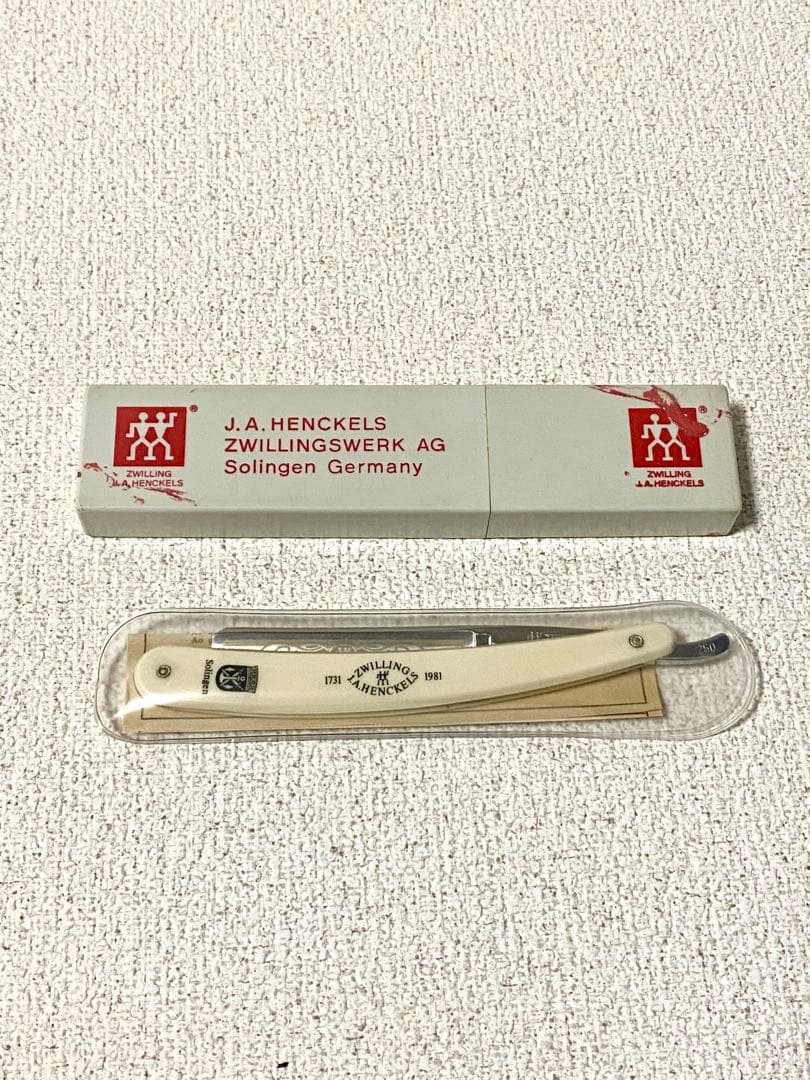 ®
J.A.HENCKELS
ZWILLINGSWERK AG
Solingen Germany
ZWILLING
J.A.HENCKELS
®
ZWILLING
J.A.HENCKELS
Solingen
1731 ZWILLING 1981
J.A.HENCKELS